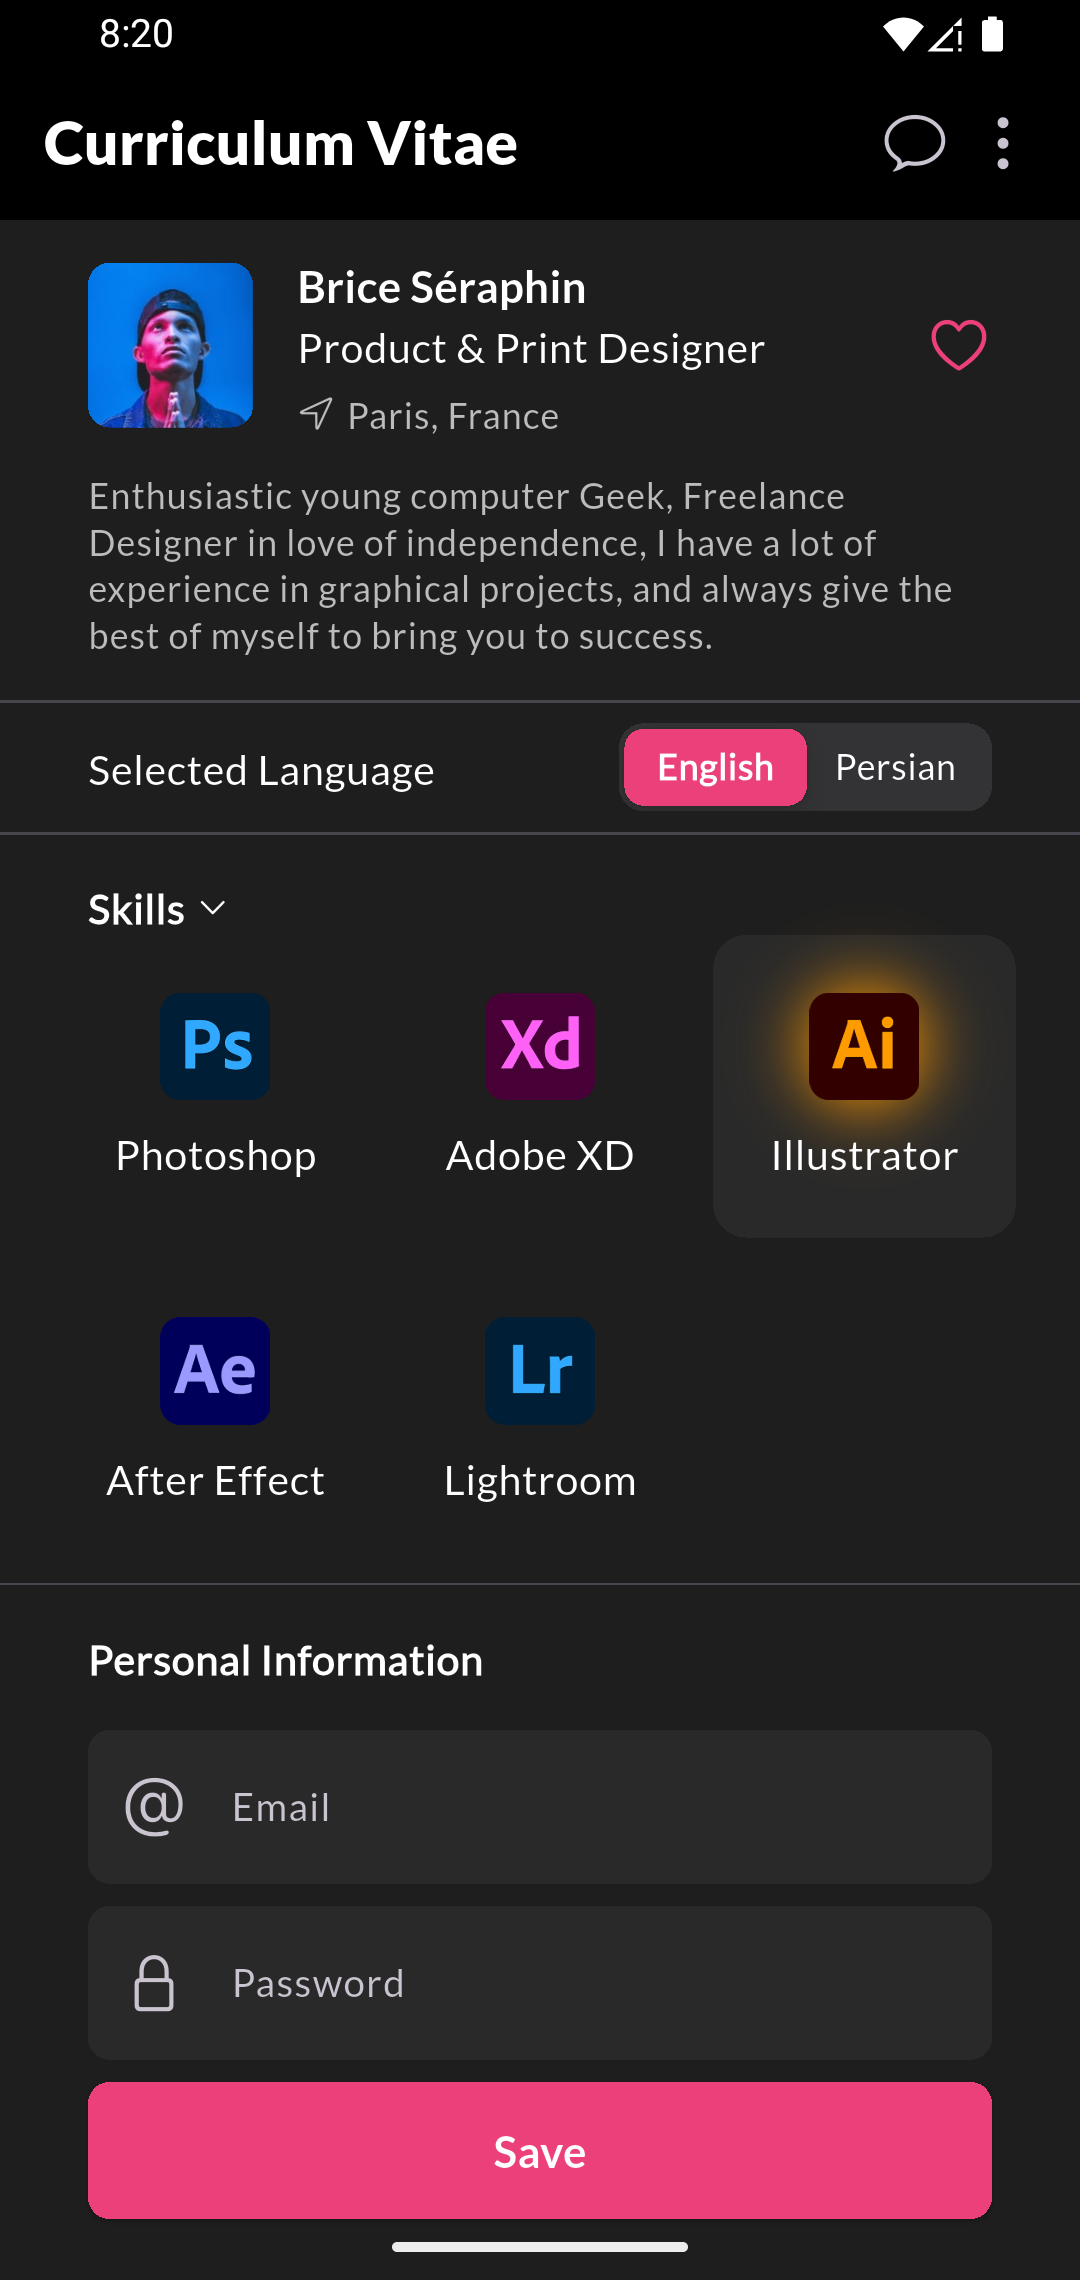 8:20
Curriculum Vitae
Brice Séraphin
Product & Print Designer
Paris, France
Enthusiastic young computer Geek, Freelance
Designer in love of independence, I have a lot of
experience in graphical projects, and always give the
best of myself to bring you to success.
Selected Language
English Persian
Skills
Ps Xd Ai
Photoshop Adobe XD Illustrator
Ae Lr
After Effect Lightroom
Personal Information
@ Email
Password
Save